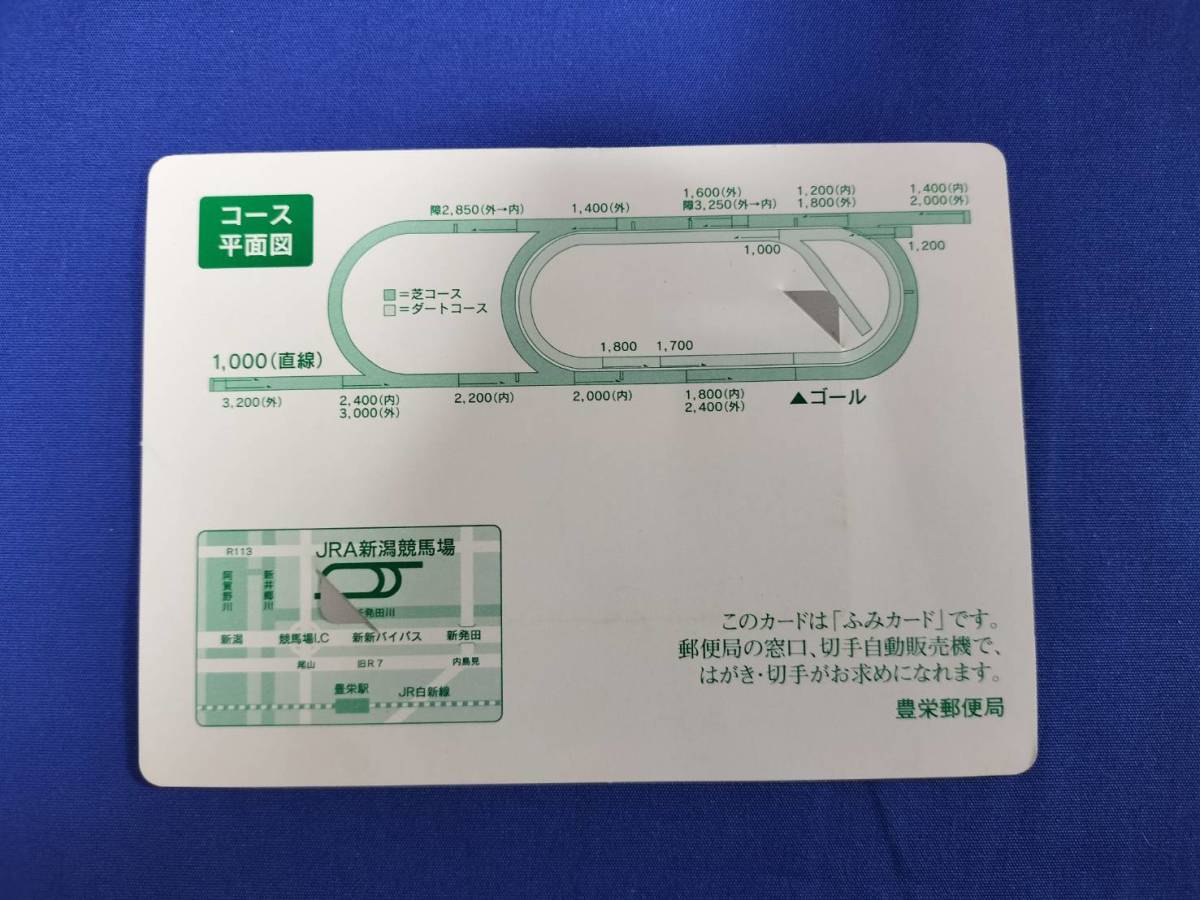 コース
平面図
障2,850(外→内)
1,400(外)
1,600(外)
障3,250(外→内)
1,200(内)
1,800(外)
1,400(内)
2,000(外)
1,000
1,200
=芝コース
=ダートコース
1,800
1,700
1,000(直線)
3,200(外)
2,400(内)
3,000(外)
2,200(内)
2,000(内)
1,800(内)
2,400(外)
▲ゴール
R113
JRA新潟競馬場
阿賀野川
新井郷川
発田川
新潟
競馬場I.C
新新バイパス
新発田
尾山
旧R7
内島見
豊栄駅
JR白新線
このカードは「ふみカード」です。
郵便局の窓口、切手自動販売機で、
はがき・切手がお求めになれます。
豊栄郵便局